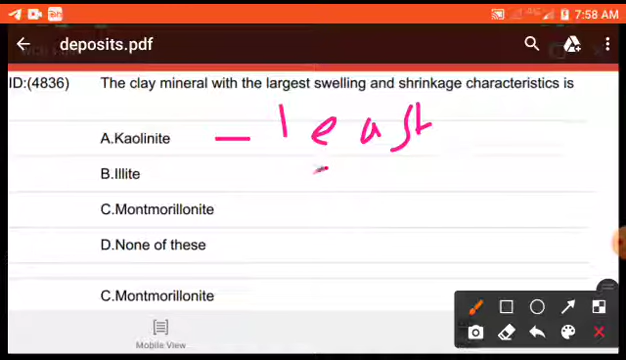 7:58 AM
deposits.pdf
ID:(4836) The clay mineral with the largest swelling and shrinkage characteristics is
A.Kaolinite — least
B.Illite
C.Montmorillonite
D.None of these
C.Montmorillonite
Mobile View